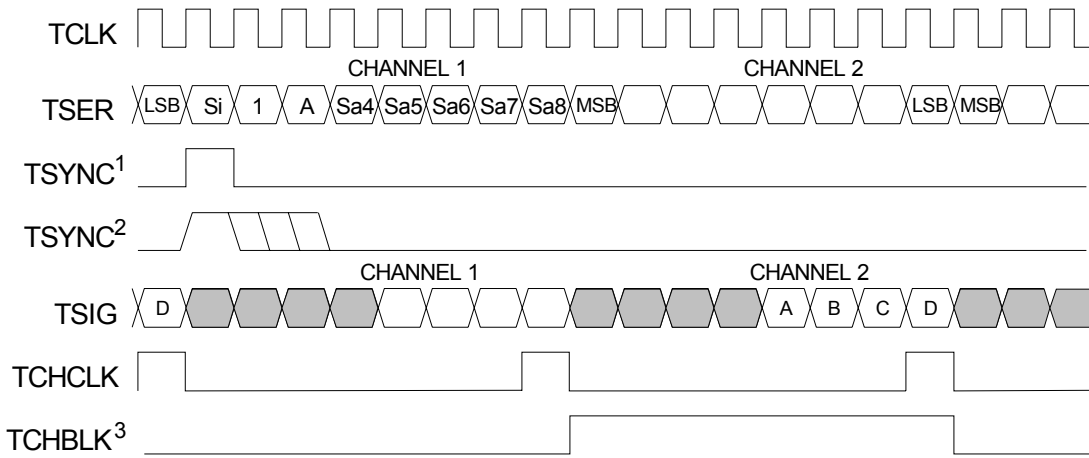 TCLK
CHANNEL 1 CHANNEL 2
TSER LSB Si 1 A Sa4 Sa5 Sa6 Sa7 Sa8 MSB LSB MSB
TSYNC1
TSYNC2
CHANNEL 1 CHANNEL 2
TSIG D A B C D
TCHCLK
TCHBLK3